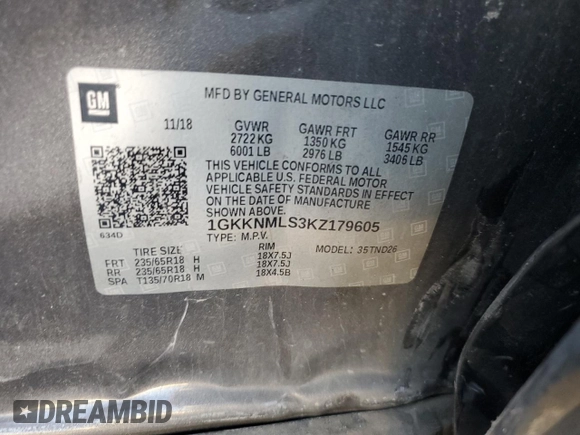 GM
MFD BY GENERAL MOTORS LLC
11/18
GVWR GAWR FRT GAWR RR
2722 KG 1350 KG 1545 KG
6001 LB 2976 LB 3406 LB
THIS VEHICLE CONFORMS TO ALL
APPLICABLE U.S. FEDERAL MOTOR
VEHICLE SAFETY STANDARDS IN EFFECT
ON THE DATE OF MANUFACTURE
SHOWN ABOVE.
1GKKNMLS3KZ179605
TYPE: M.P.V. MODEL: 35TND26
634D
TIRE SIZE RIM
FRT 235/65R18 H 18X7.5J
RR 235/65R18 H 18X7.5J
SPA T135/70R18 M 18X4.5B
DREAMBID